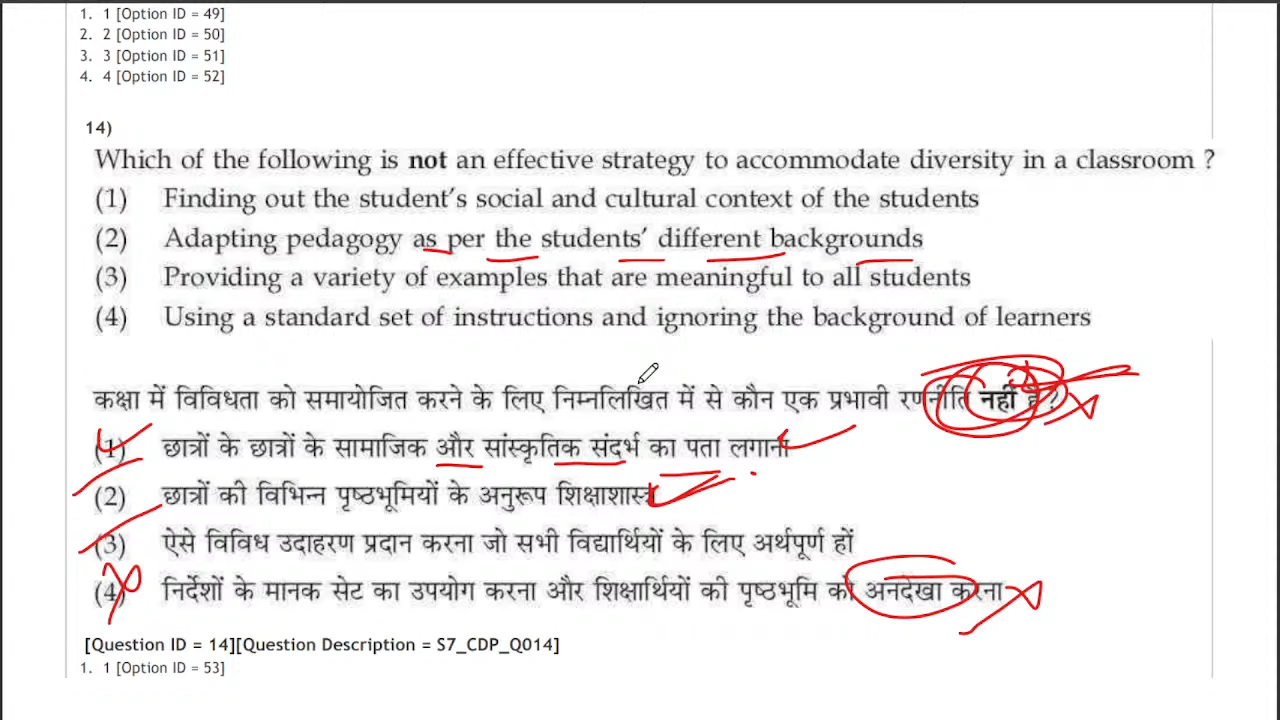 1. 1 [Option ID = 49]
2. 2 [Option ID = 50]
3. 3 [Option ID = 51]
4. 4 [Option ID = 52]
14)
Which of the following is not an effective strategy to accommodate diversity in a classroom ?
(1) Finding out the student's social and cultural context of the students
(2) Adapting pedagogy as per the students' different backgrounds
(3) Providing a variety of examples that are meaningful to all students
(4) Using a standard set of instructions and ignoring the background of learners
कक्षा में विविधता को समायोजित करने के लिए निम्नलिखित में से कौन एक प्रभावी रणनीति नहीं है ?
(1) छात्रों के छात्रों के सामाजिक और सांस्कृतिक संदर्भ का पता लगाना
(2) छात्रों की विभिन्न पृष्ठभूमियों के अनुरूप शिक्षाशास्त्र
(3) ऐसे विविध उदाहरण प्रदान करना जो सभी विद्यार्थियों के लिए अर्थपूर्ण हों
(4) निर्देशों के मानक सेट का उपयोग करना और शिक्षार्थियों की पृष्ठभूमि को अनदेखा करना
[Question ID = 14][Question Description = S7_CDP_Q014]
1. 1 [Option ID = 53]